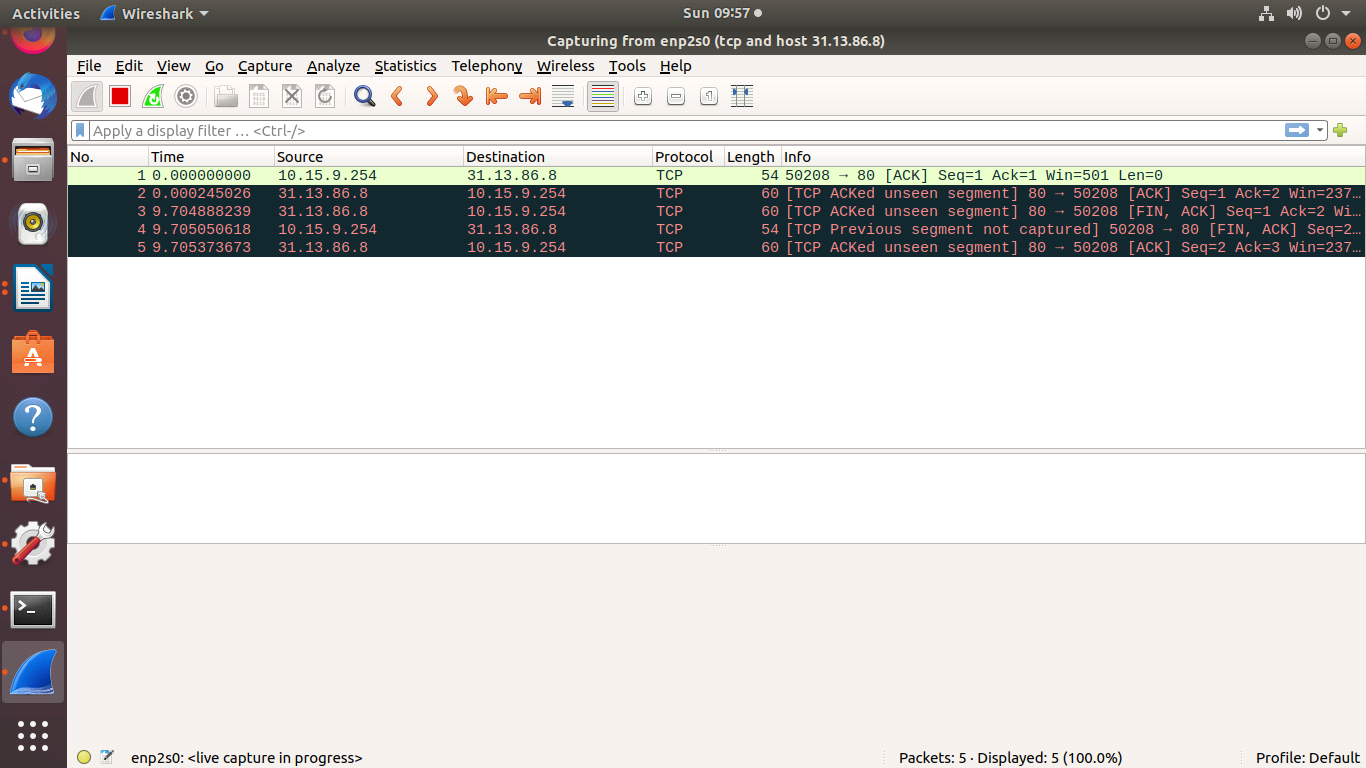 Activities Wireshark Sun 09:57
Capturing from enp2s0 (tcp and host 31.13.86.8)
File Edit View Go Capture Analyze Statistics Telephony Wireless Tools Help
Apply a display filter … <Ctrl-/>
No. Time Source Destination Protocol Length Info
1 0.000000000 10.15.9.254 31.13.86.8 TCP 54 50208 → 80 [ACK] Seq=1 Ack=1 Win=501 Len=0
2 0.000245026 31.13.86.8 10.15.9.254 TCP 60 [TCP ACKed unseen segment] 80 → 50208 [ACK] Seq=1 Ack=2 Win=237…
3 9.704888239 31.13.86.8 10.15.9.254 TCP 60 [TCP ACKed unseen segment] 80 → 50208 [FIN, ACK] Seq=1 Ack=2 Wi…
4 9.705050618 10.15.9.254 31.13.86.8 TCP 54 [TCP Previous segment not captured] 50208 → 80 [FIN, ACK] Seq=2…
5 9.705373673 31.13.86.8 10.15.9.254 TCP 60 [TCP ACKed unseen segment] 80 → 50208 [ACK] Seq=2 Ack=3 Win=237…
enp2s0: <live capture in progress> Packets: 5 · Displayed: 5 (100.0%) Profile: Default